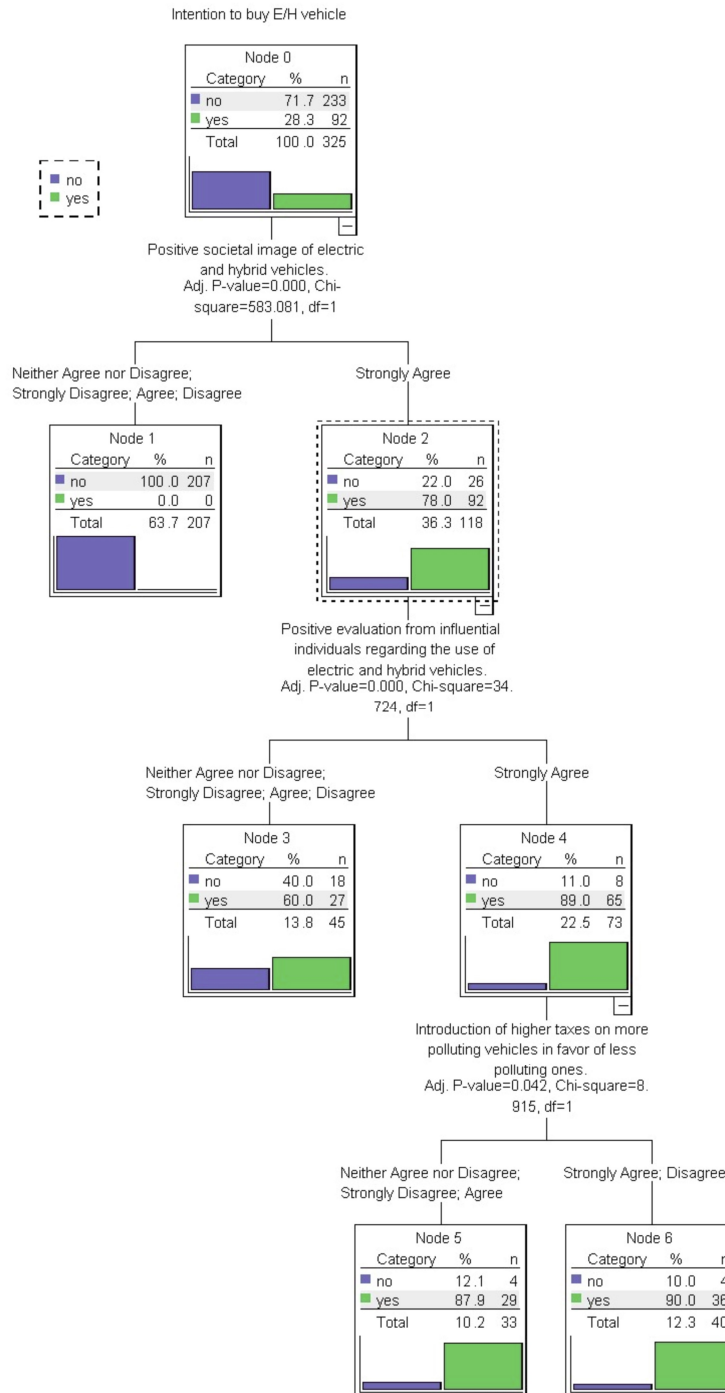 Intention to buy E/H vehicle
Node 0
Category % n
no 71.7 233
yes 28.3 92
Total 100.0 325
no
yes
Positive societal image of electric
and hybrid vehicles.
Adj. P-value=0.000, Chi-
square=583.081, df=1
Neither Agree nor Disagree;
Strongly Disagree; Agree; Disagree
Strongly Agree
Node 1
Category % n
no 100.0 207
yes 0.0 0
Total 63.7 207
Node 2
Category % n
no 22.0 26
yes 78.0 92
Total 36.3 118
Positive evaluation from influential
individuals regarding the use of
electric and hybrid vehicles.
Adj. P-value=0.000, Chi-square=34.
724, df=1
Neither Agree nor Disagree;
Strongly Disagree; Agree; Disagree
Strongly Agree
Node 3
Category % n
no 40.0 18
yes 60.0 27
Total 13.8 45
Node 4
Category % n
no 11.0 8
yes 89.0 65
Total 22.5 73
Introduction of higher taxes on more
polluting vehicles in favor of less
polluting ones.
Adj. P-value=0.042, Chi-square=8.
915, df=1
Neither Agree nor Disagree;
Strongly Disagree; Agree
Strongly Agree; Disagree
Node 5
Category % n
no 12.1 4
yes 87.9 29
Total 10.2 33
Node 6
Category % n
no 10.0 4
yes 90.0 36
Total 12.3 40